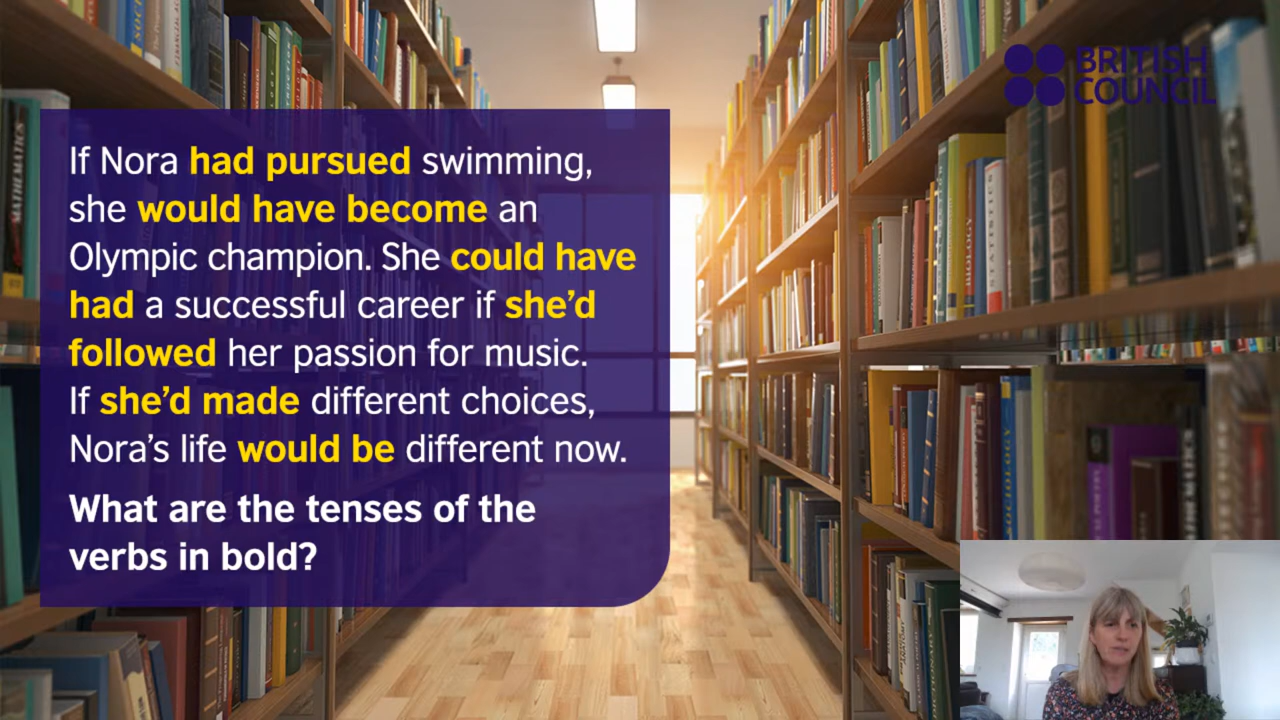 BRITISH
COUNCIL
If Nora had pursued swimming,
she would have become an
Olympic champion. She could have
had a successful career if she’d
followed her passion for music.
If she’d made different choices,
Nora’s life would be different now.
What are the tenses of the
verbs in bold?
MATHEMATICS
BIOLOGY
STATISTICS
SOCIOLOGY